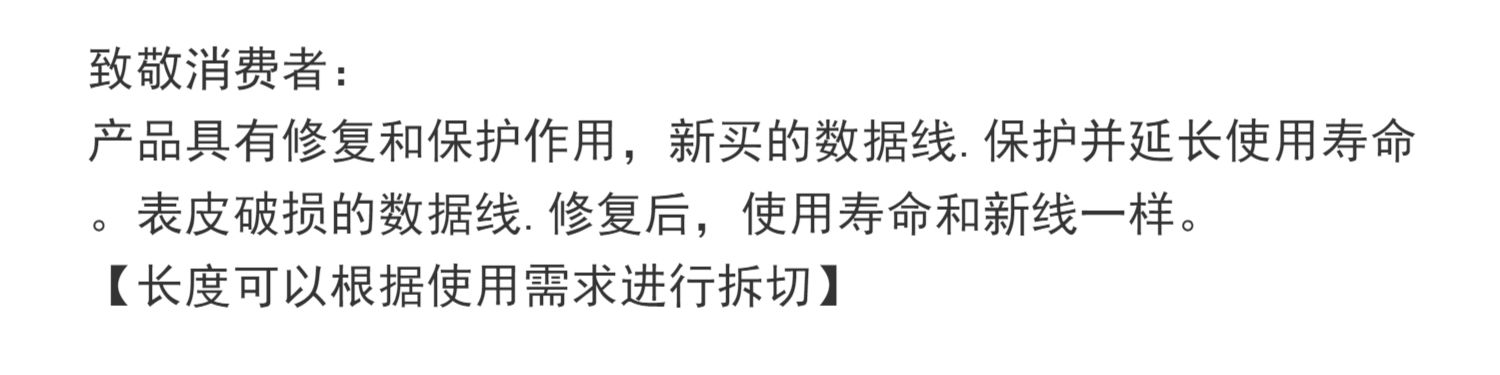 致敬消费者：
产品具有修复和保护作用，新买的数据线.保护并延长使用寿命
。表皮破损的数据线.修复后，使用寿命和新线一样。
【长度可以根据使用需求进行拆切】